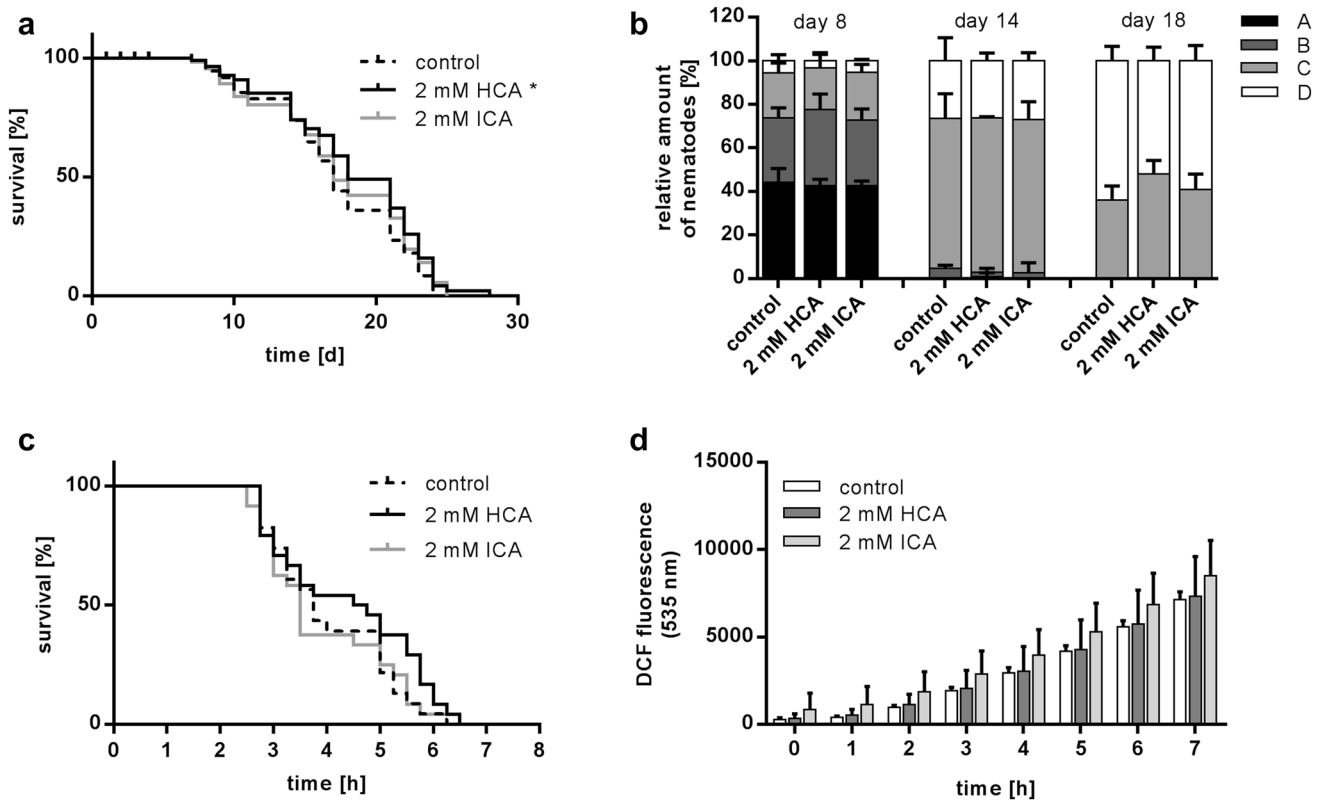 a
survival [%]
100
50
0
0 10 20 30
time [d]
control
2 mM HCA *
2 mM ICA
b
relative amount
of nematodes [%]
120
100
80
60
40
20
0
day 8 day 14 day 18
control 2 mM HCA 2 mM ICA control 2 mM HCA 2 mM ICA control 2 mM HCA 2 mM ICA
A
B
C
D
c
survival [%]
100
50
0
0 1 2 3 4 5 6 7 8
time [h]
control
2 mM HCA
2 mM ICA
d
DCF fluorescence
(535 nm)
15000
10000
5000
0
0 1 2 3 4 5 6 7
time [h]
control
2 mM HCA
2 mM ICA